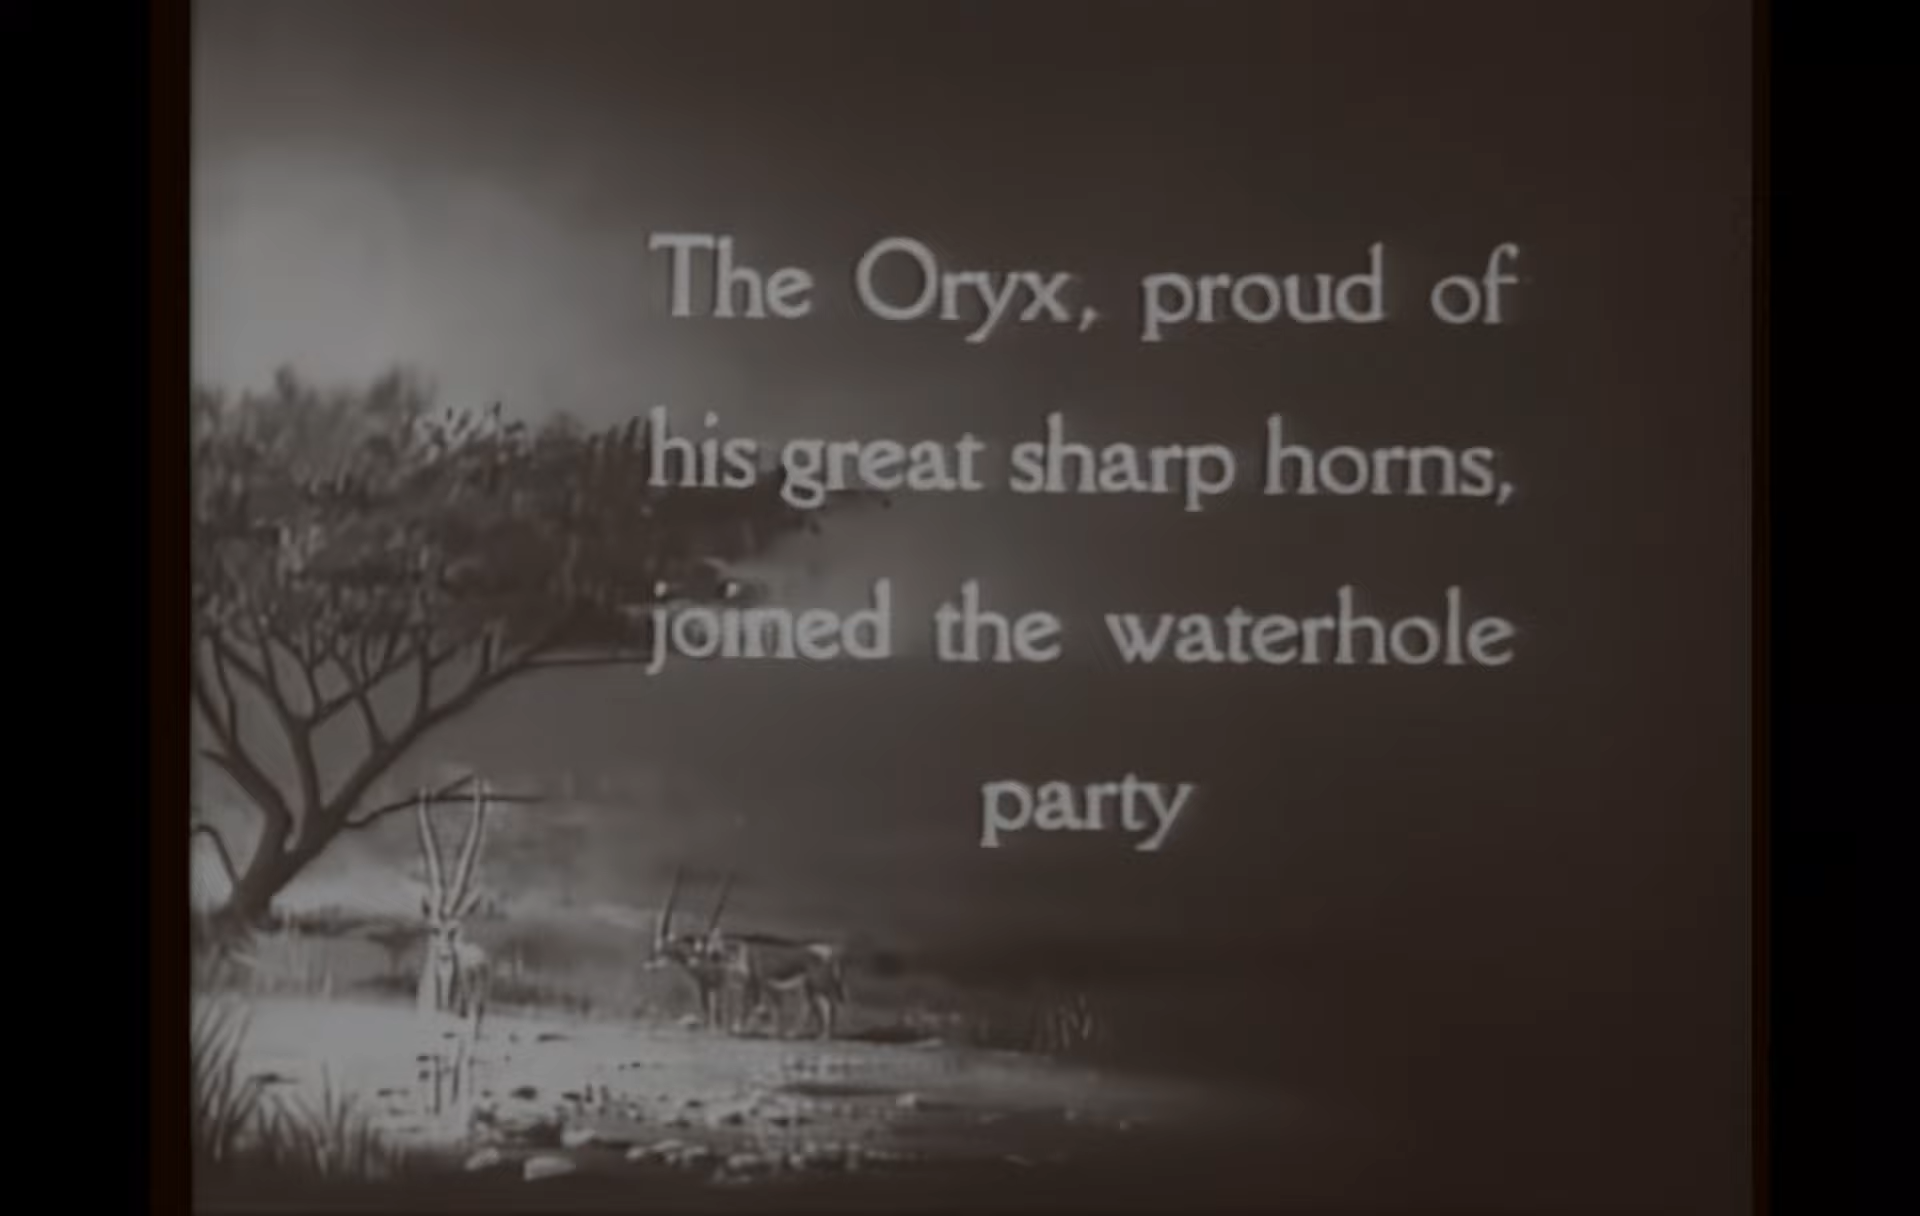 The Oryx, proud of
his great sharp horns,
joined the waterhole
party